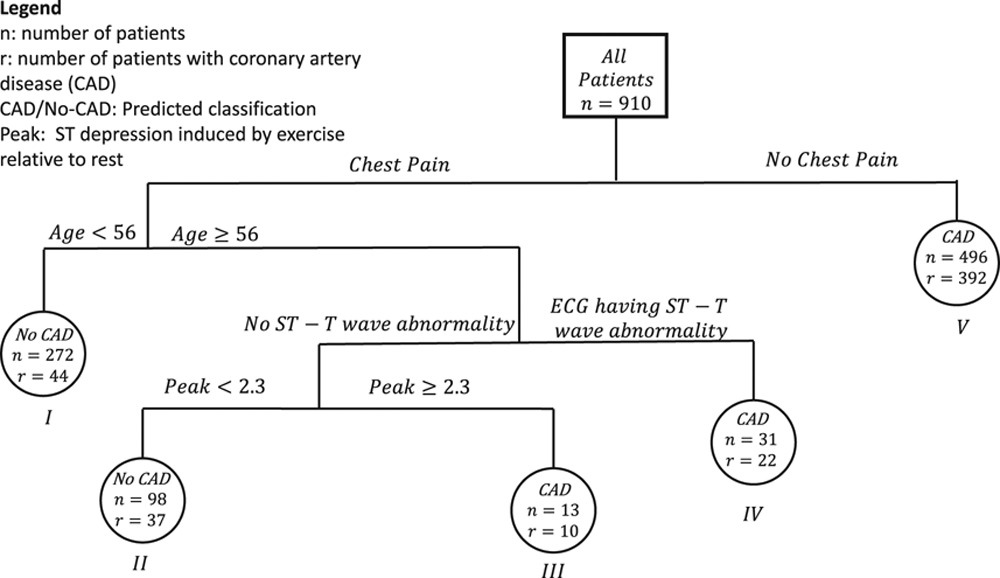 Legend
n: number of patients
r: number of patients with coronary artery
disease (CAD)
CAD/No-CAD: Predicted classification
Peak: ST depression induced by exercise
relative to rest
All
Patients
n = 910
Chest Pain
No Chest Pain
Age < 56
Age ≥ 56
CAD
n = 496
r = 392
V
No ST − T wave abnormality
ECG having ST − T
wave abnormality
No CAD
n = 272
r = 44
I
Peak < 2.3
Peak ≥ 2.3
CAD
n = 31
r = 22
IV
No CAD
n = 98
r = 37
II
CAD
n = 13
r = 10
III